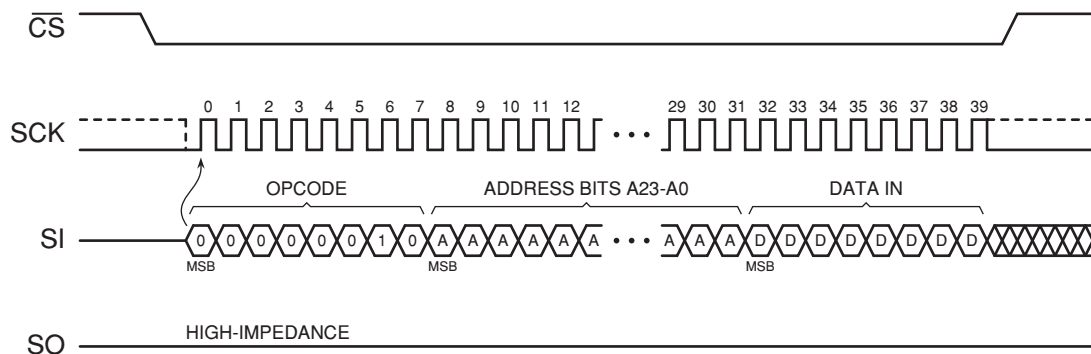 CS
0 1 2 3 4 5 6 7 8 9 10 11 12 29 30 31 32 33 34 35 36 37 38 39
SCK
OPCODE ADDRESS BITS A23-A0 DATA IN
SI 0 0 0 0 0 0 1 0 A A A A A A A A A D D D D D D D D
MSB MSB MSB
HIGH-IMPEDANCE
SO